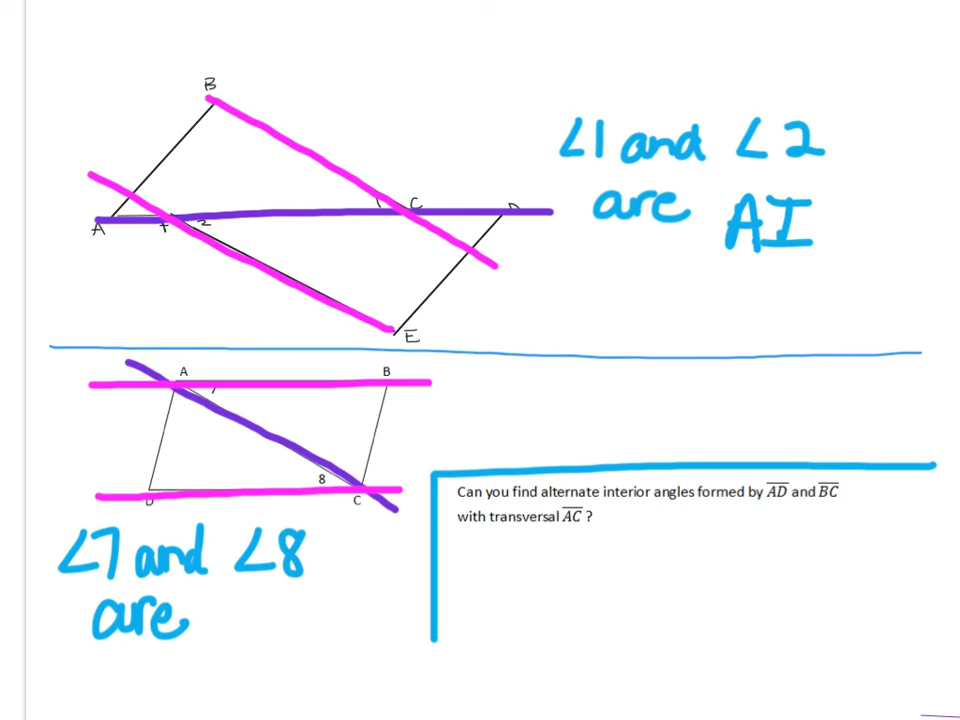 B
∠1 and ∠2
are AI
C
A
2
E
A
B
8
C
Can you find alternate interior angles formed by AD and BC
with transversal AC ?
∠7 and ∠8
are